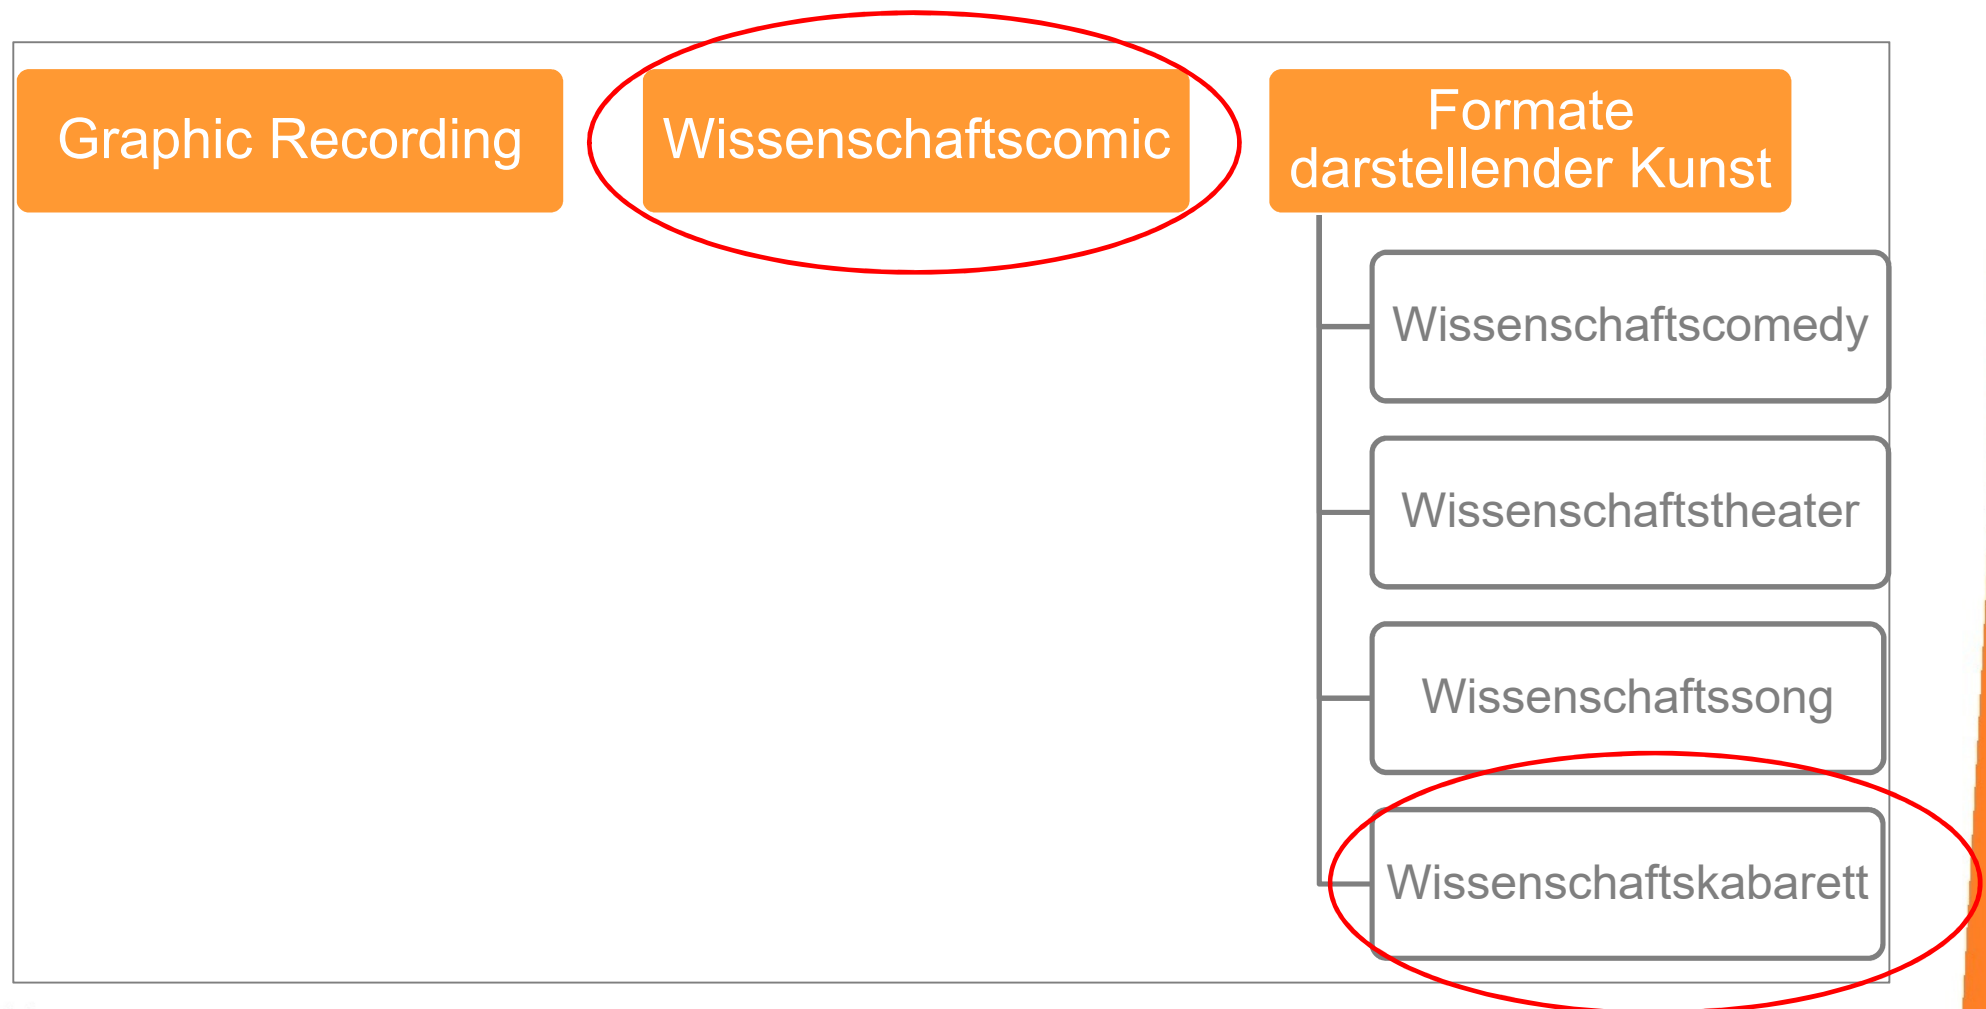 Graphic Recording
Wissenschaftscomic
Formate
darstellender Kunst
Wissenschaftscomedy
Wissenschaftstheater
Wissenschaftssong
Wissenschaftskabarett